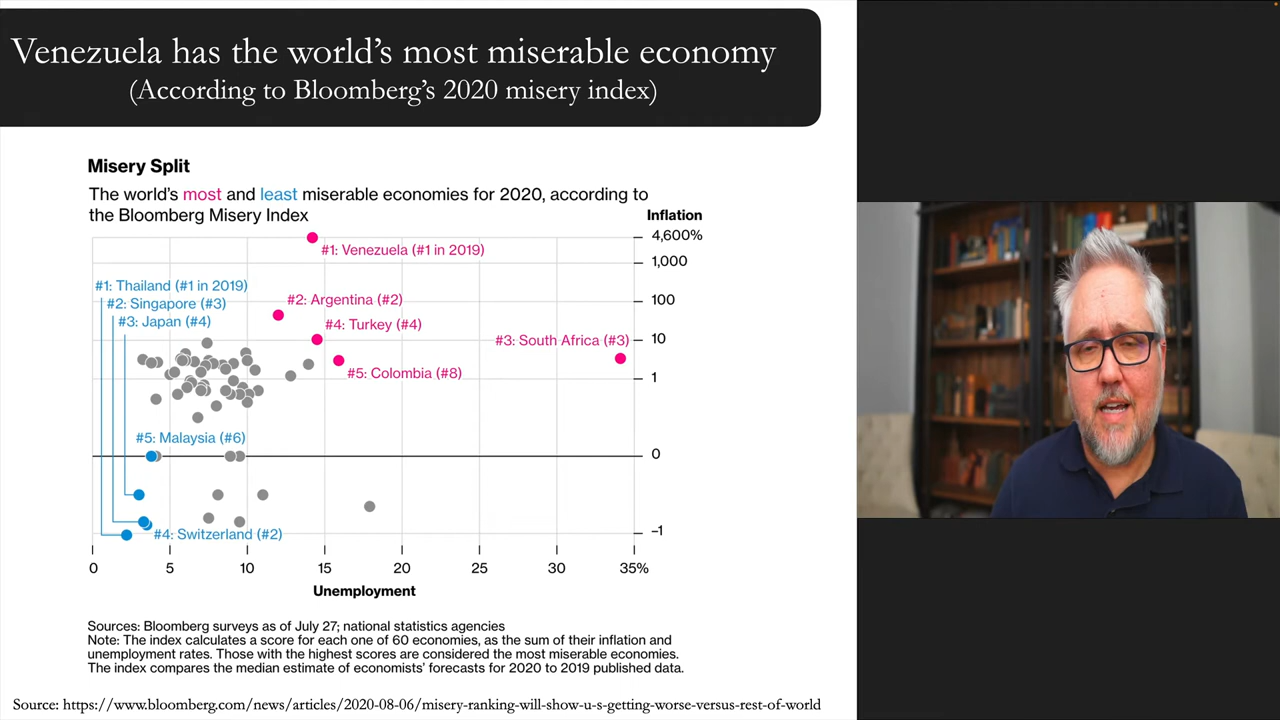 Venezuela has the world's most miserable economy
(According to Bloomberg's 2020 misery index)
Misery Split
The world's most and least miserable economies for 2020, according to
the Bloomberg Misery Index
Inflation
4,600%
#1: Venezuela (#1 in 2019)
1,000
#1: Thailand (#1 in 2019)
#2: Singapore (#3)
#2: Argentina (#2)
100
#3: Japan (#4)
#4: Turkey (#4)
#3: South Africa (#3)
10
#5: Colombia (#8)
1
#5: Malaysia (#6)
0
#4: Switzerland (#2)
–1
0 5 10 15 20 25 30 35%
Unemployment
Sources: Bloomberg surveys as of July 27; national statistics agencies
Note: The index calculates a score for each one of 60 economies, as the sum of their inflation and
unemployment rates. Those with the highest scores are considered the most miserable economies.
The index compares the median estimate of economists' forecasts for 2020 to 2019 published data.
Source: https://www.bloomberg.com/news/articles/2020-08-06/misery-ranking-will-show-u-s-getting-worse-versus-rest-of-world